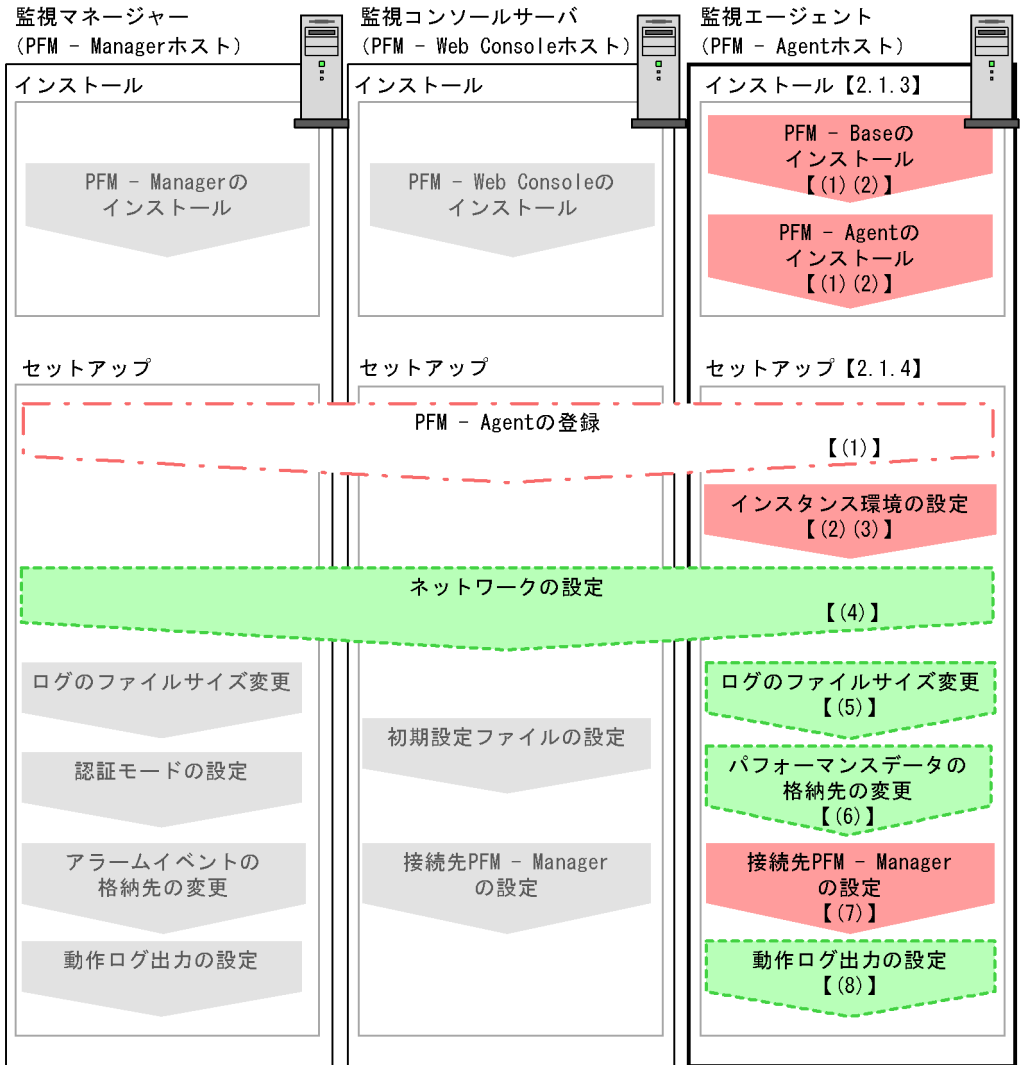 監視マネージャー
(PFM - Managerホスト)
インストール
PFM - Managerの
インストール
監視コンソールサーバ
(PFM - Web Consoleホスト)
インストール
PFM - Web Consoleの
インストール
監視エージェント
(PFM - Agentホスト)
インストール【2.1.3】
PFM - Baseの
インストール
【(1)(2)】
PFM - Agentの
インストール
【(1)(2)】
セットアップ
セットアップ
セットアップ【2.1.4】
PFM - Agentの登録
【(1)】
インスタンス環境の設定
【(2)(3)】
ネットワークの設定
【(4)】
ログのファイルサイズ変更
認証モードの設定
アラームイベントの
格納先の変更
動作ログ出力の設定
初期設定ファイルの設定
接続先PFM - Manager
の設定
ログのファイルサイズ変更
【(5)】
パフォーマンスデータの
格納先の変更
【(6)】
接続先PFM - Manager
の設定
【(7)】
動作ログ出力の設定
【(8)】